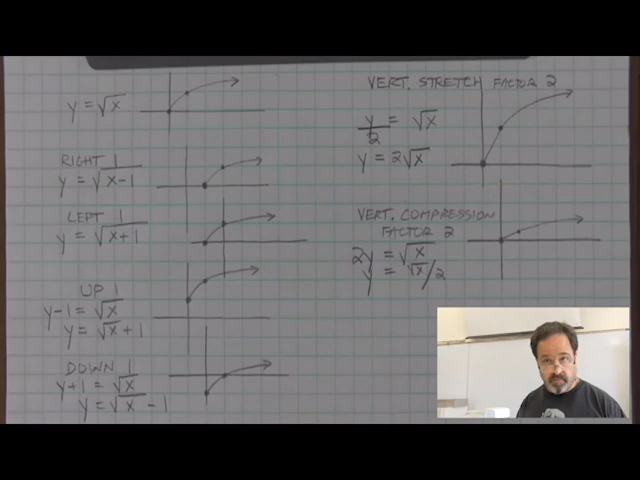 y = √x
RIGHT 1
y = √x-1
LEFT 1
y = √x+1
UP 1
y-1 = √x
y = √x + 1
DOWN 1
y+1 = √x
y = √x - 1
VERT. STRETCH FACTOR 2
y/2 = √x
y = 2√x
VERT. COMPRESSION
FACTOR 2
2y = √x
y = √x/2